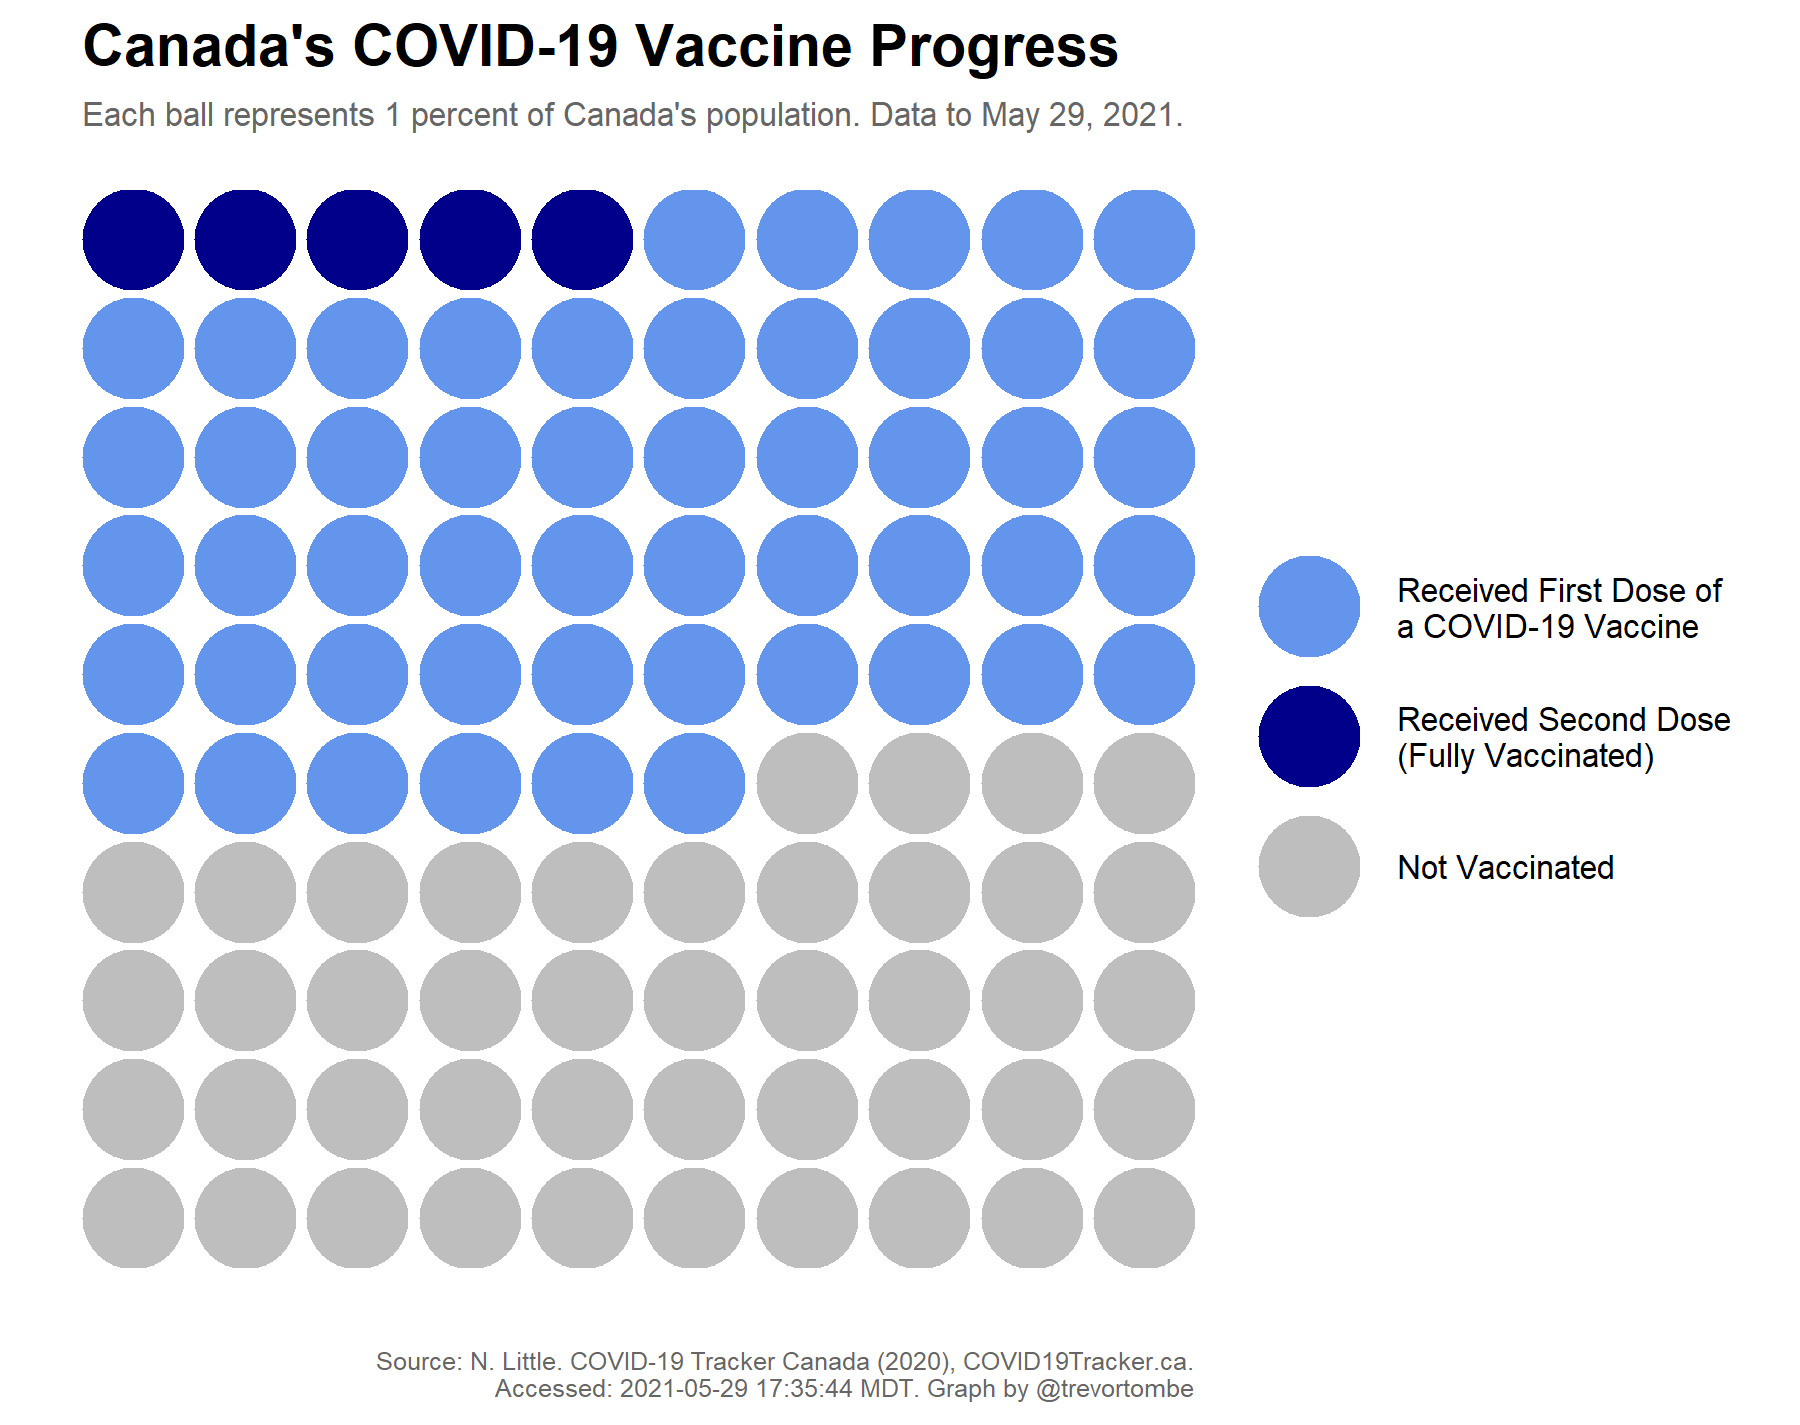 Canada's COVID-19 Vaccine Progress
Each ball represents 1 percent of Canada's population. Data to May 29, 2021.
Received First Dose of
a COVID-19 Vaccine
Received Second Dose
(Fully Vaccinated)
Not Vaccinated
Source: N. Little. COVID-19 Tracker Canada (2020), COVID19Tracker.ca.
Accessed: 2021-05-29 17:35:44 MDT. Graph by @trevortombe